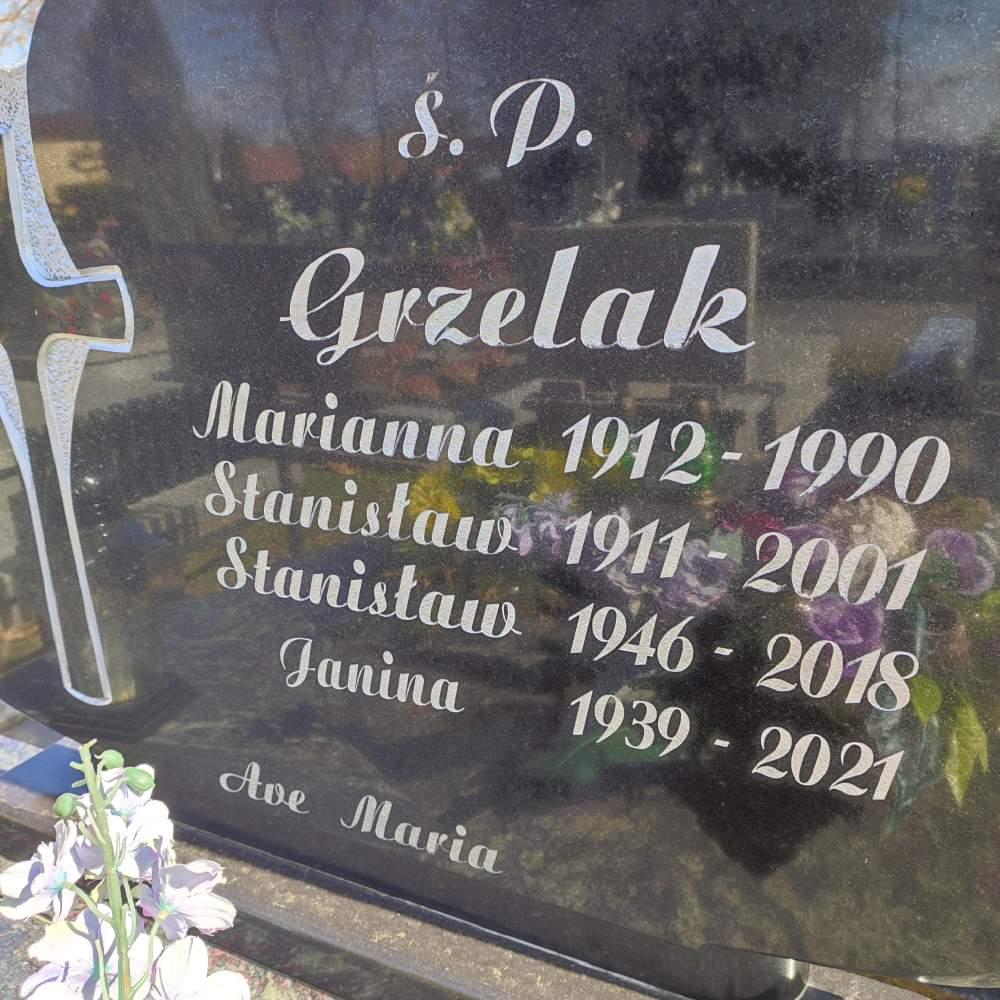 Ś. P.
Grzelak
Marianna 1912 - 1990
Stanisław 1911 - 2001
Stanisław 1946 - 2018
Janina 1939 - 2021
Ave Maria